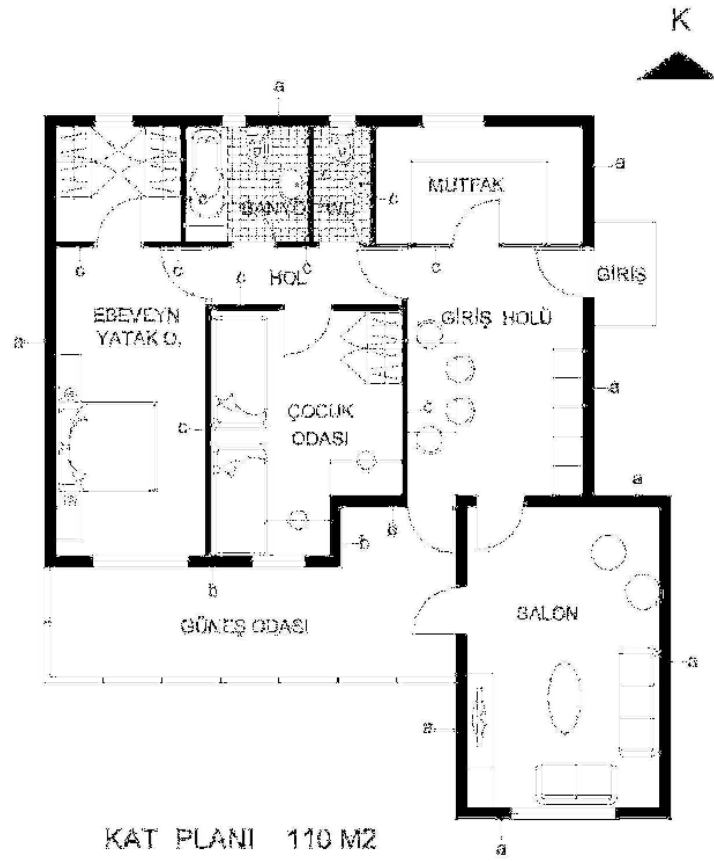 K
a
a
MUTFAK
BANYO
WC
c
c
GİRİŞ
c
c
c
c
c
HOL
EBEVEYN
YATAK O.
GİRİŞ HOLÜ
a
a
ÇOCUK
ODASI
c
c
a
a
b
b
GÜNEŞ ODASI
SALON
a
a
KAT PLANI 110 M2
a